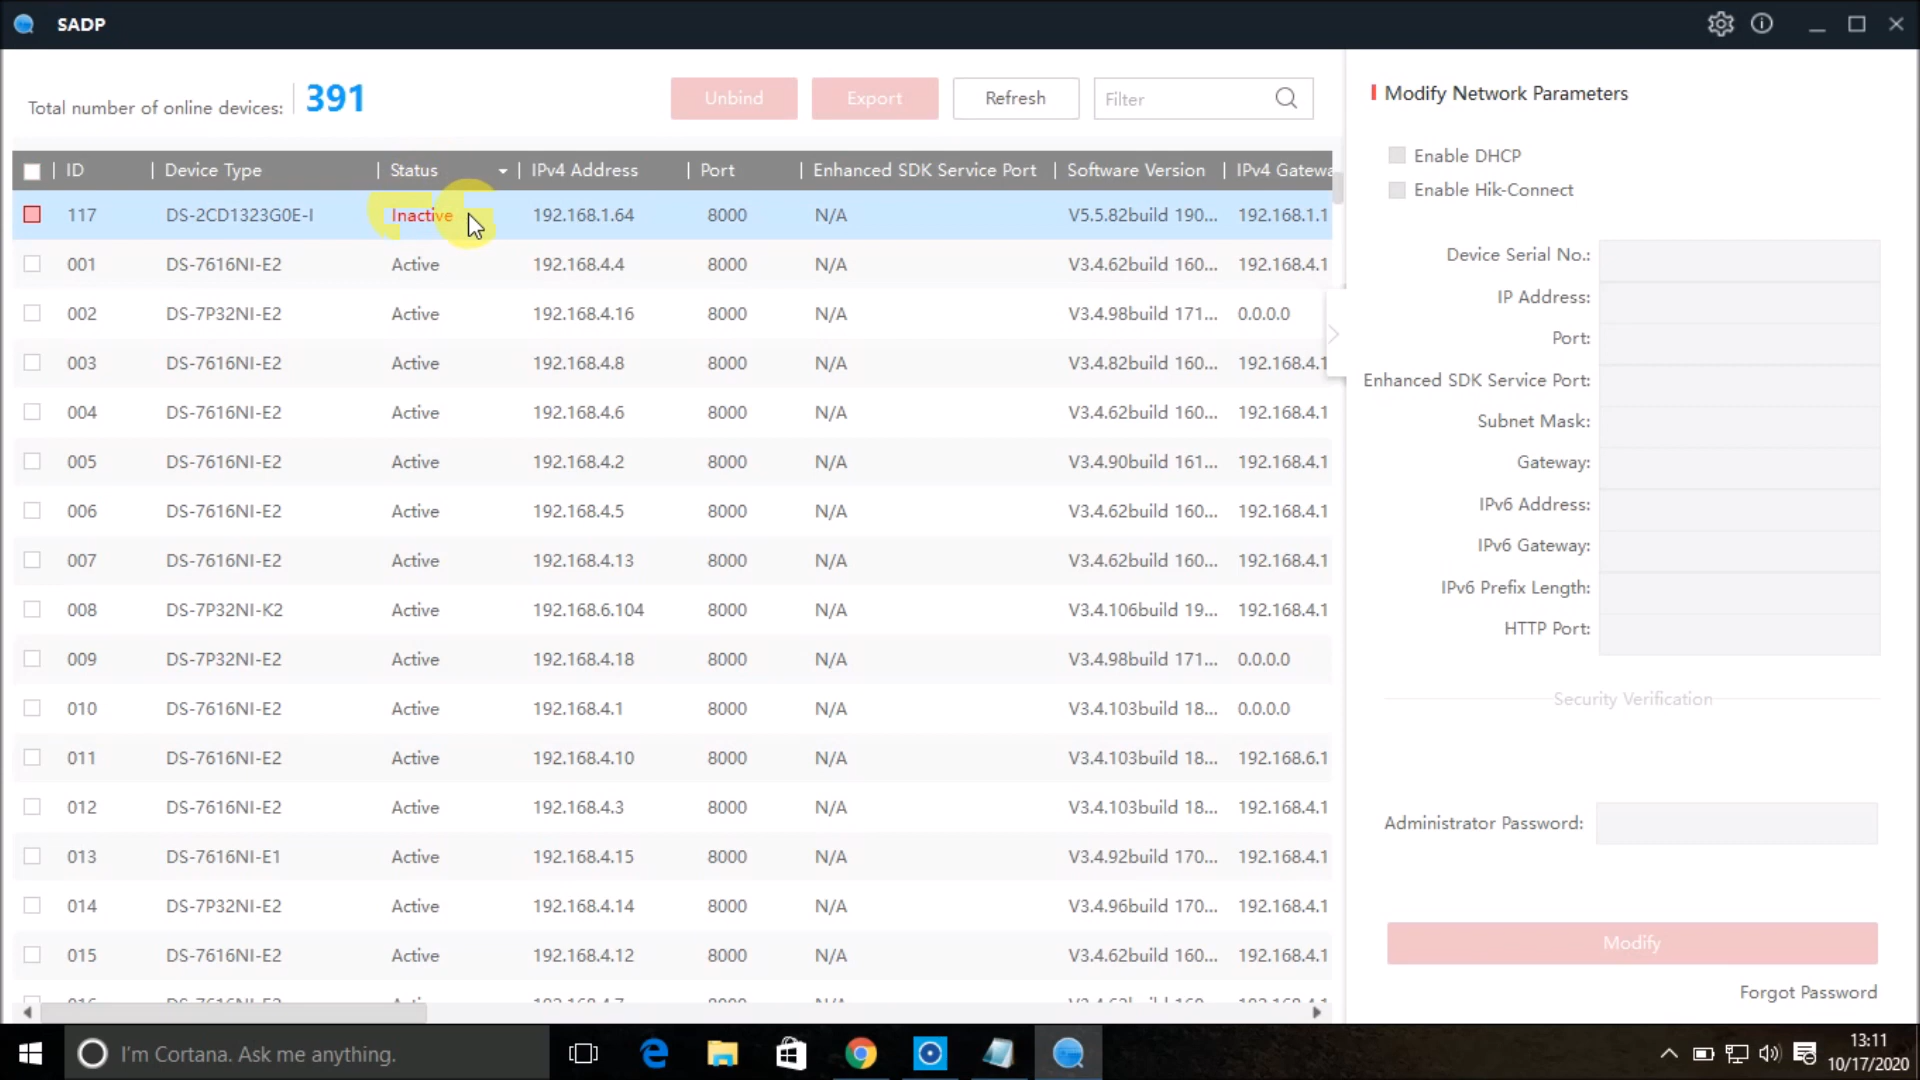 SADP
Total number of online devices: 391
Unbind
Export
Refresh
Filter
ID Device Type Status IPv4 Address Port Enhanced SDK Service Port Software Version IPv4 Gatewa
117 DS-2CD1323G0E-I Inactive 192.168.1.64 8000 N/A V5.5.82build 190... 192.168.1.1
001 DS-7616NI-E2 Active 192.168.4.4 8000 N/A V3.4.62build 160... 192.168.4.1
002 DS-7P32NI-E2 Active 192.168.4.16 8000 N/A V3.4.98build 171... 0.0.0.0
003 DS-7616NI-E2 Active 192.168.4.8 8000 N/A V3.4.82build 160... 192.168.4.1
004 DS-7616NI-E2 Active 192.168.4.6 8000 N/A V3.4.62build 160... 192.168.4.1
005 DS-7616NI-E2 Active 192.168.4.2 8000 N/A V3.4.90build 161... 192.168.4.1
006 DS-7616NI-E2 Active 192.168.4.5 8000 N/A V3.4.62build 160... 192.168.4.1
007 DS-7616NI-E2 Active 192.168.4.13 8000 N/A V3.4.62build 160... 192.168.4.1
008 DS-7P32NI-K2 Active 192.168.6.104 8000 N/A V3.4.106build 19... 192.168.4.1
009 DS-7P32NI-E2 Active 192.168.4.18 8000 N/A V3.4.98build 171... 0.0.0.0
010 DS-7616NI-E2 Active 192.168.4.1 8000 N/A V3.4.103build 18... 0.0.0.0
011 DS-7616NI-E2 Active 192.168.4.10 8000 N/A V3.4.103build 18... 192.168.6.1
012 DS-7616NI-E2 Active 192.168.4.3 8000 N/A V3.4.103build 18... 192.168.4.1
013 DS-7616NI-E1 Active 192.168.4.15 8000 N/A V3.4.92build 170... 192.168.4.1
014 DS-7P32NI-E2 Active 192.168.4.14 8000 N/A V3.4.96build 170... 192.168.4.1
015 DS-7616NI-E2 Active 192.168.4.12 8000 N/A V3.4.62build 160... 192.168.4.1
Modify Network Parameters
Enable DHCP
Enable Hik-Connect
Device Serial No.:
IP Address:
Port:
Enhanced SDK Service Port:
Subnet Mask:
Gateway:
IPv6 Address:
IPv6 Gateway:
IPv6 Prefix Length:
HTTP Port:
Security Verification
Administrator Password:
Modify
Forgot Password
I'm Cortana. Ask me anything.
13:11
10/17/2020